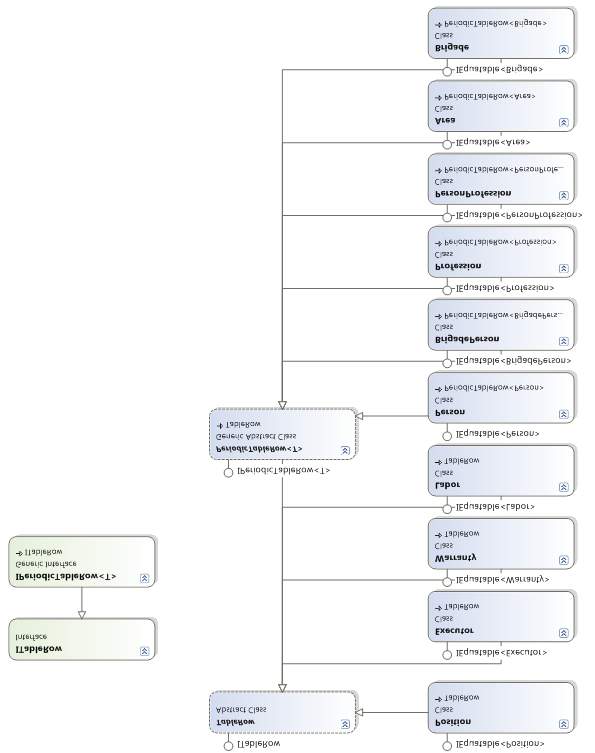 ITableRow
TableRow
Abstract Class
IEquatable<Position>
Position
Class
→ TableRow
IEquatable<Executor>
Executor
Class
→ TableRow
ITableRow
Interface
IPeriodicTableRow<T>
Generic Interface
→ ITableRow
IEquatable<Warranty>
Warranty
Class
→ TableRow
IEquatable<Labor>
Labor
Class
→ TableRow
IPeriodicTableRow<T>
PeriodicTableRow<T>
Generic Abstract Class
→ TableRow
IEquatable<Person>
Person
Class
→ PeriodicTableRow<Person>
IEquatable<BrigadePerson>
BrigadePerson
Class
→ PeriodicTableRow<BrigadePers...
IEquatable<Profession>
Profession
Class
→ PeriodicTableRow<Profession>
IEquatable<PersonProfession>
PersonProfession
Class
→ PeriodicTableRow<PersonProfe...
IEquatable<Area>
Area
Class
→ PeriodicTableRow<Area>
IEquatable<Brigade>
Brigade
Class
→ PeriodicTableRow<Brigade>